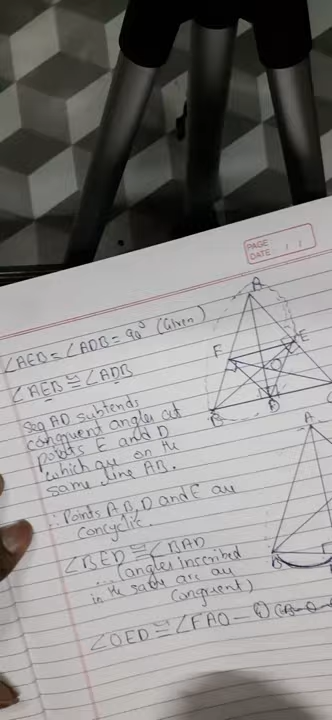 PAGE:
DATE: / /
∠AEB = ∠ADB = 90° (Given)
∠AEB ≅ ∠ADB
seg AD subtends
congruent angles at
points E and D
which are on the
same line AB.
∴ Points A, B, D and E are
concyclic.
∠BED ≅ ∠BAD
... (angles inscribed
in the same arc are
congruent)
∠OED ≅ ∠FAO - ①
A
F
E
O
B
D
C
A
B